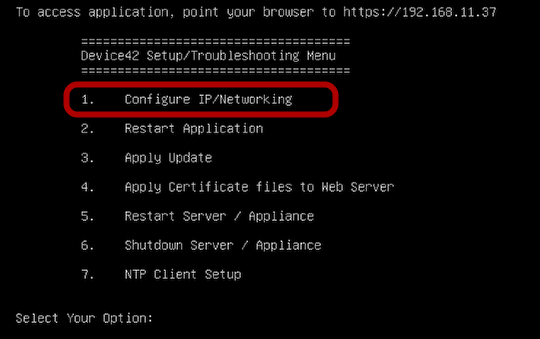 To access application, point your browser to https://192.168.11.37
===================================
Device42 Setup/Troubleshooting Menu
===================================
1. Configure IP/Networking
2. Restart Application
3. Apply Update
4. Apply Certificate files to Web Server
5. Restart Server / Appliance
6. Shutdown Server / Appliance
7. NTP Client Setup
Select Your Option: